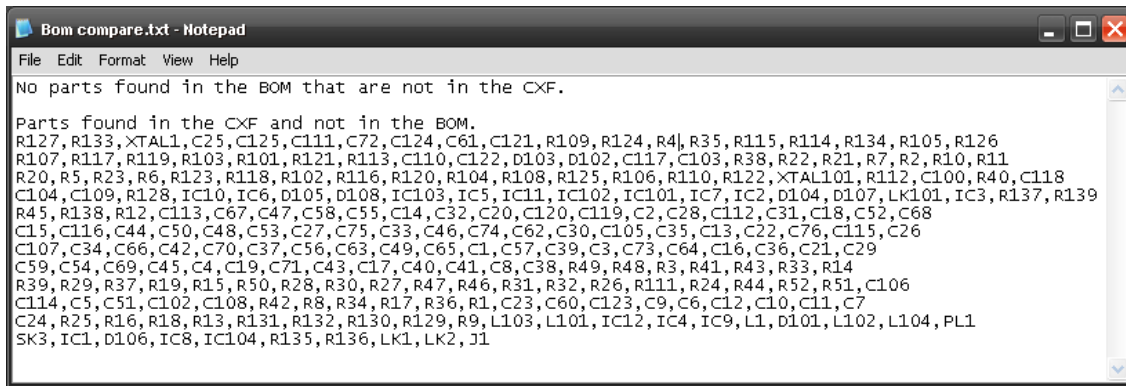 Bom compare.txt - Notepad
File Edit Format View Help
No parts found in the BOM that are not in the CXF.
Parts found in the CXF and not in the BOM.
R127,R133,XTAL1,C25,C125,C111,C72,C124,C61,C121,R109,R124,R4,R35,R115,R114,R134,R105,R126
R107,R117,R119,R103,R101,R121,R113,C110,C122,D103,D102,C117,C103,R38,R22,R21,R7,R2,R10,R11
R20,R5,R23,R6,R123,R118,R102,R116,R120,R104,R108,R125,R106,R110,R122,XTAL101,R112,C100,R40,C118
C104,C109,R128,IC10,IC6,D105,D108,IC103,IC5,IC11,IC102,IC101,IC7,IC2,D104,D107,LK101,IC3,R137,R139
R45,R138,R12,C113,C67,C47,C58,C55,C14,C32,C20,C120,C119,C2,C28,C112,C31,C18,C52,C68
C15,C116,C44,C50,C48,C53,C27,C75,C33,C46,C74,C62,C30,C105,C35,C13,C22,C76,C115,C26
C107,C34,C66,C42,C70,C37,C56,C63,C49,C65,C1,C57,C39,C3,C73,C64,C16,C36,C21,C29
C59,C54,C69,C45,C4,C19,C71,C43,C17,C40,C41,C8,C38,R49,R48,R3,R41,R43,R33,R14
R39,R29,R37,R19,R15,R50,R28,R30,R27,R47,R46,R31,R32,R26,R111,R24,R44,R52,R51,C106
C114,C5,C51,C102,C108,R42,R8,R34,R17,R36,R1,C23,C60,C123,C9,C6,C12,C10,C11,C7
C24,R25,R16,R18,R13,R131,R132,R130,R129,R9,L103,L101,IC12,IC4,IC9,L1,D101,L102,L104,PL1
SK3,IC1,D106,IC8,IC104,R135,R136,LK1,LK2,J1